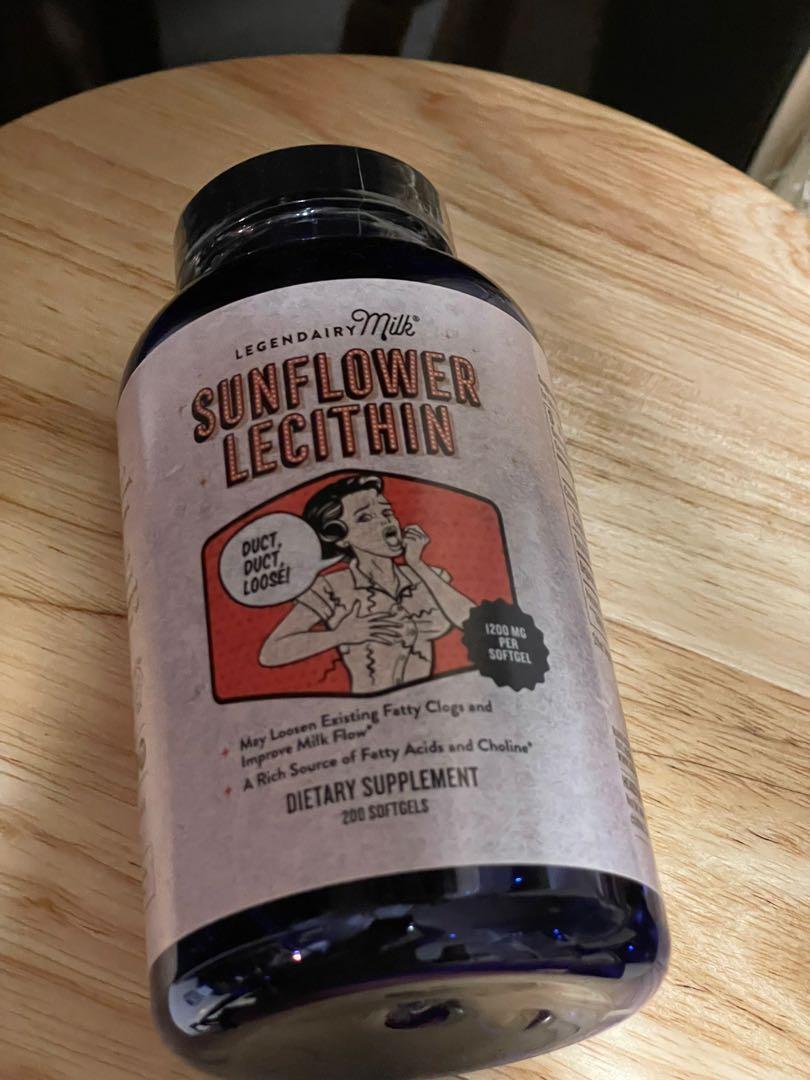 LEGENDAIRY Milk®
SUNFLOWER
LECITHIN
DUCT,
DUCT,
LOOSE!
1200 MG
PER
SOFTGEL
+ May Loosen Existing Fatty Clogs and
Improve Milk Flow*
+ A Rich Source of Fatty Acids and Choline*
DIETARY SUPPLEMENT
200 SOFTGELS